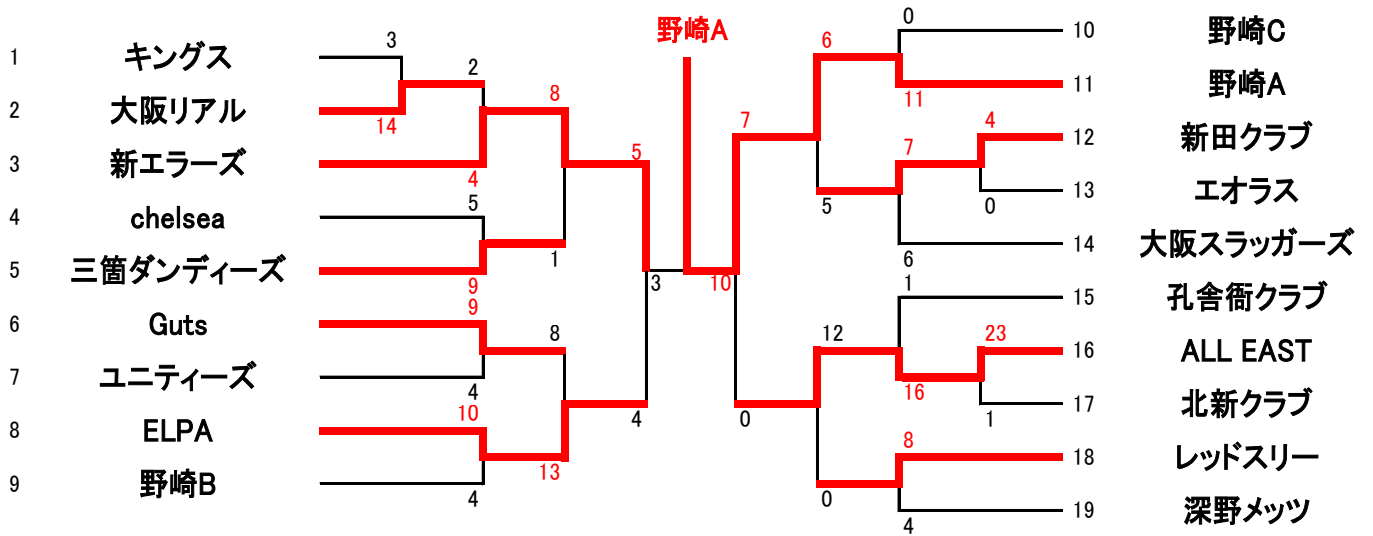 野崎A
1 キングス
2 大阪リアル
3 新エラーズ
4 chelsea
5 三箇ダンディーズ
6 Guts
7 ユニティーズ
8 ELPA
9 野崎B
3
14
2
4
8
5
9
1
5
9
4
8
10
4
13
4
3
10
7
0
6
5
12
0
0
11
7
6
4
0
1
16
23
1
8
4
10 野崎C
11 野崎A
12 新田クラブ
13 エオラス
14 大阪スラッガーズ
15 孔舎衙クラブ
16 ALL EAST
17 北新クラブ
18 レッドスリー
19 深野メッツ